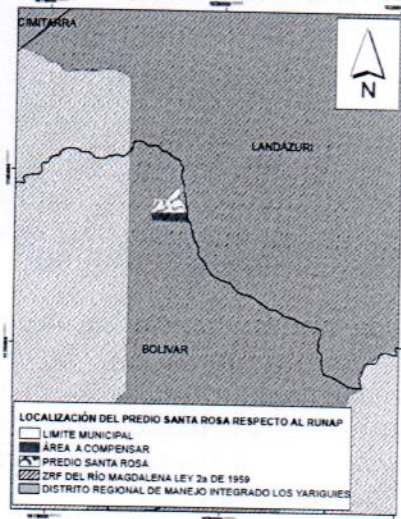 CIMITARRA
N
LANDAZURI
BOLIVAR
LOCALIZACIÓN DEL PREDIO SANTA ROSA RESPECTO AL RUNAP
LIMITE MUNICIPAL
ÁREA A COMPENSAR
PREDIO SANTA ROSA
ZRF DEL RÍO MAGDALENA LEY 2a DE 1959
DISTRITO REGIONAL DE MANEJO INTEGRADO LOS YARIGUIES